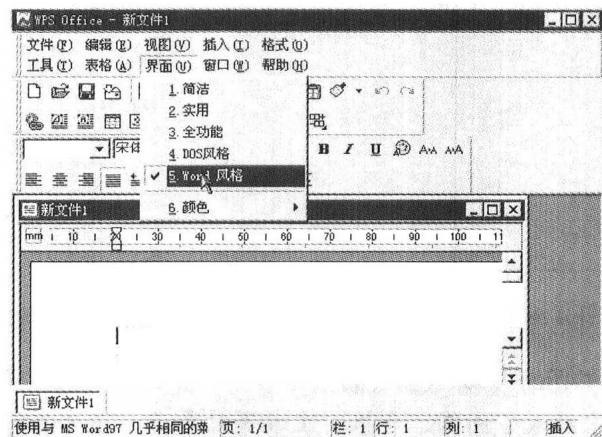 WPS Office - 新文件1
文件(F) 编辑(E) 视图(V) 插入(I) 格式(O)
工具(T) 表格(A) 界面(U) 窗口(W) 帮助(H)
1. 简洁
2. 实用
3. 全功能
4. DOS风格
宋体
B I U
5. Word 风格
6. 颜色
新文件1
mm 10 20 30 40 50 60 70 80 90 100 11
新文件1
使用与 MS Word97 几乎相同的菜 页: 1/1 栏: 1 行: 1 列: 1 插入